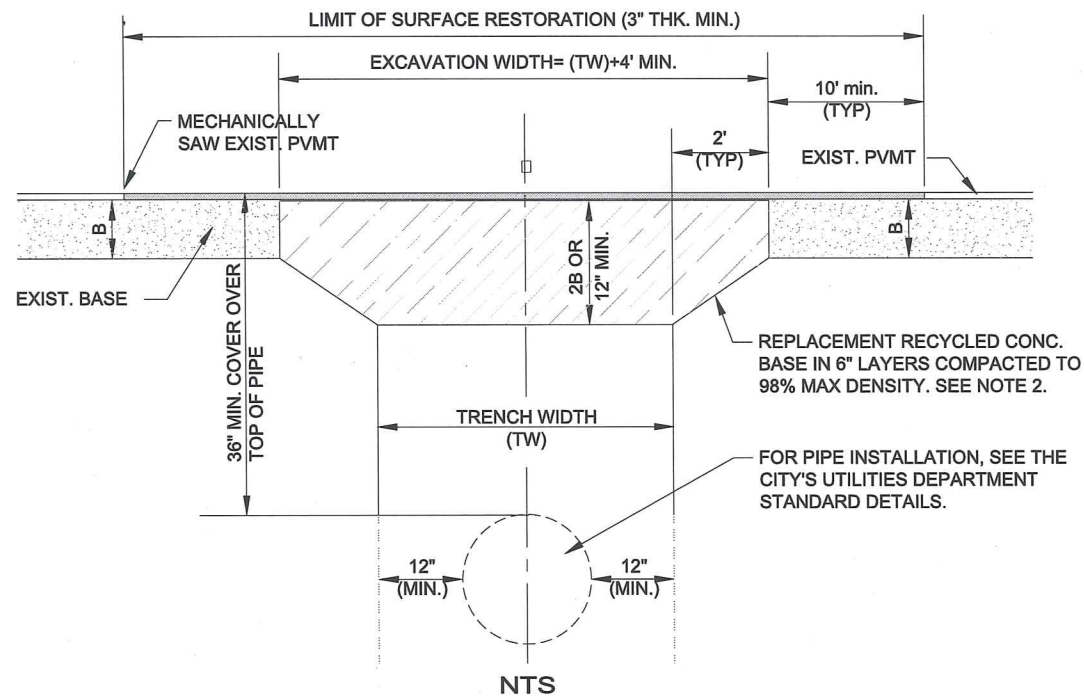 LIMIT OF SURFACE RESTORATION (3" THK. MIN.)
EXCAVATION WIDTH= (TW)+4' MIN.
10' min.
(TYP)
MECHANICALLY
SAW EXIST. PVMT
2'
(TYP)
EXIST. PVMT
B
2B OR
12" MIN.
B
EXIST. BASE
36" MIN. COVER OVER
TOP OF PIPE
REPLACEMENT RECYCLED CONC.
BASE IN 6" LAYERS COMPACTED TO
98% MAX DENSITY. SEE NOTE 2.
TRENCH WIDTH
(TW)
FOR PIPE INSTALLATION, SEE THE
CITY'S UTILITIES DEPARTMENT
STANDARD DETAILS.
12"
(MIN.)
12"
(MIN.)
NTS